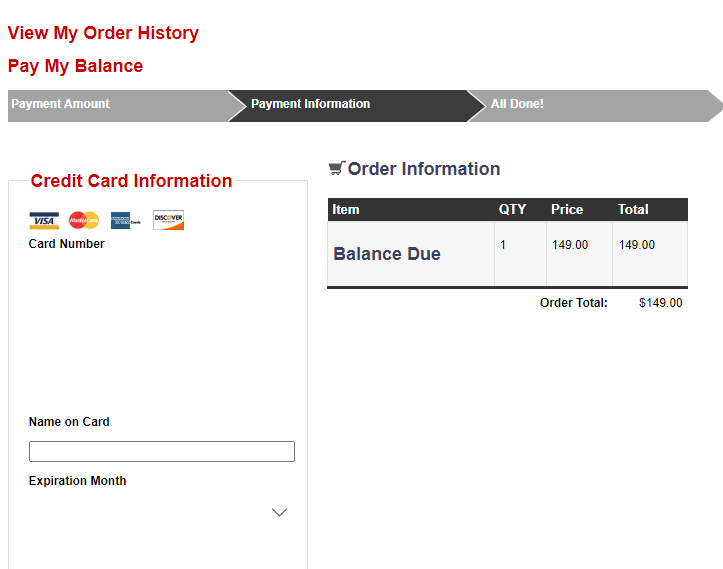 View My Order History
Pay My Balance
Payment Amount
Payment Information
All Done!
Credit Card Information
VISA MasterCard DISCOVER
Card Number
Name on Card
Expiration Month
Order Information
Item QTY Price Total
Balance Due 1 149.00 149.00
Order Total: $149.00